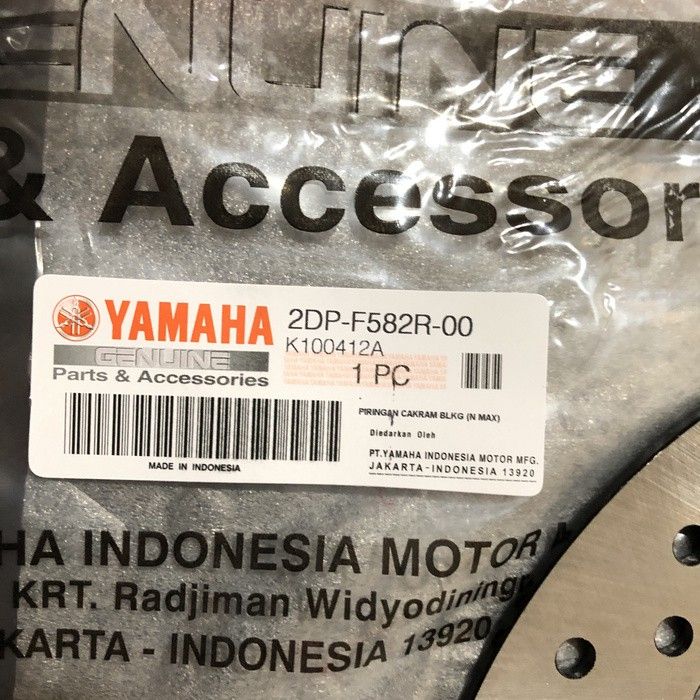 GENUINE
& Accessor
YAMAHA
GENUINE
Parts & Accessories
2DP-F582R-00
K100412A
1 PC
PIRINGAN CAKRAM BLKG (N MAX)
Diedarkan Oleh
PT.YAMAHA INDONESIA MOTOR MFG.
JAKARTA-INDONESIA 13920
MADE IN INDONESIA
HA INDONESIA MOTOR
KRT. Radjiman Widyodiningr
KARTA - INDONESIA 13920